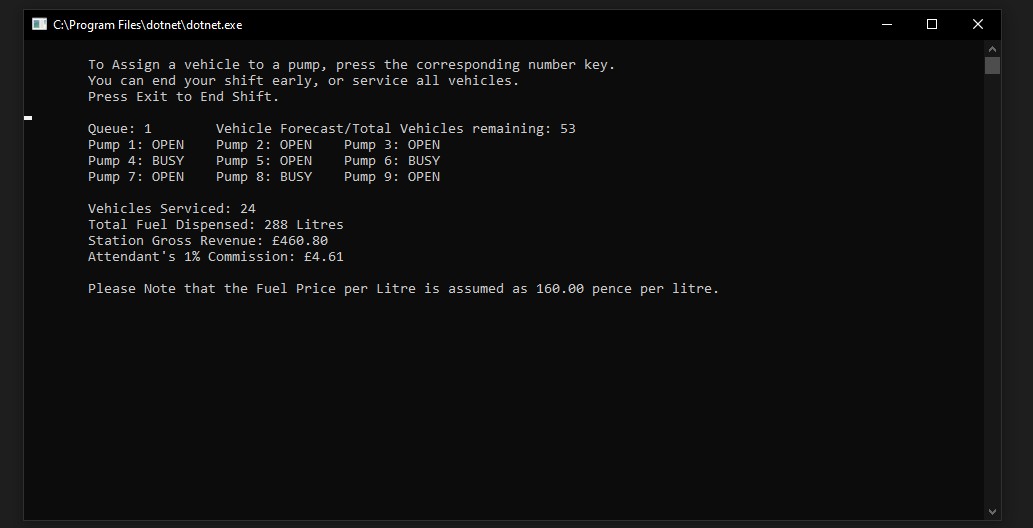 C:\Program Files\dotnet\dotnet.exe
To Assign a vehicle to a pump, press the corresponding number key.
You can end your shift early, or service all vehicles.
Press Exit to End Shift.
Queue: 1 Vehicle Forecast/Total Vehicles remaining: 53
Pump 1: OPEN Pump 2: OPEN Pump 3: OPEN
Pump 4: BUSY Pump 5: OPEN Pump 6: BUSY
Pump 7: OPEN Pump 8: BUSY Pump 9: OPEN
Vehicles Serviced: 24
Total Fuel Dispensed: 288 Litres
Station Gross Revenue: £460.80
Attendant's 1% Commission: £4.61
Please Note that the Fuel Price per Litre is assumed as 160.00 pence per litre.